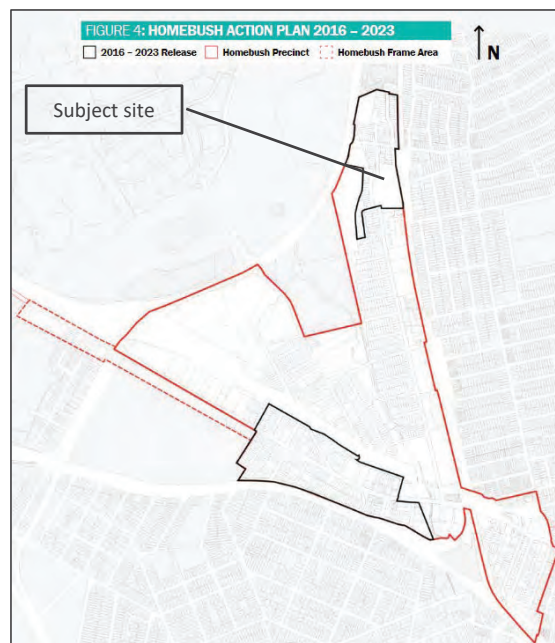 FIGURE 4: HOMEBUSH ACTION PLAN 2016 – 2023
2016 – 2023 Release Homebush Precinct Homebush Frame Area
N
Subject site